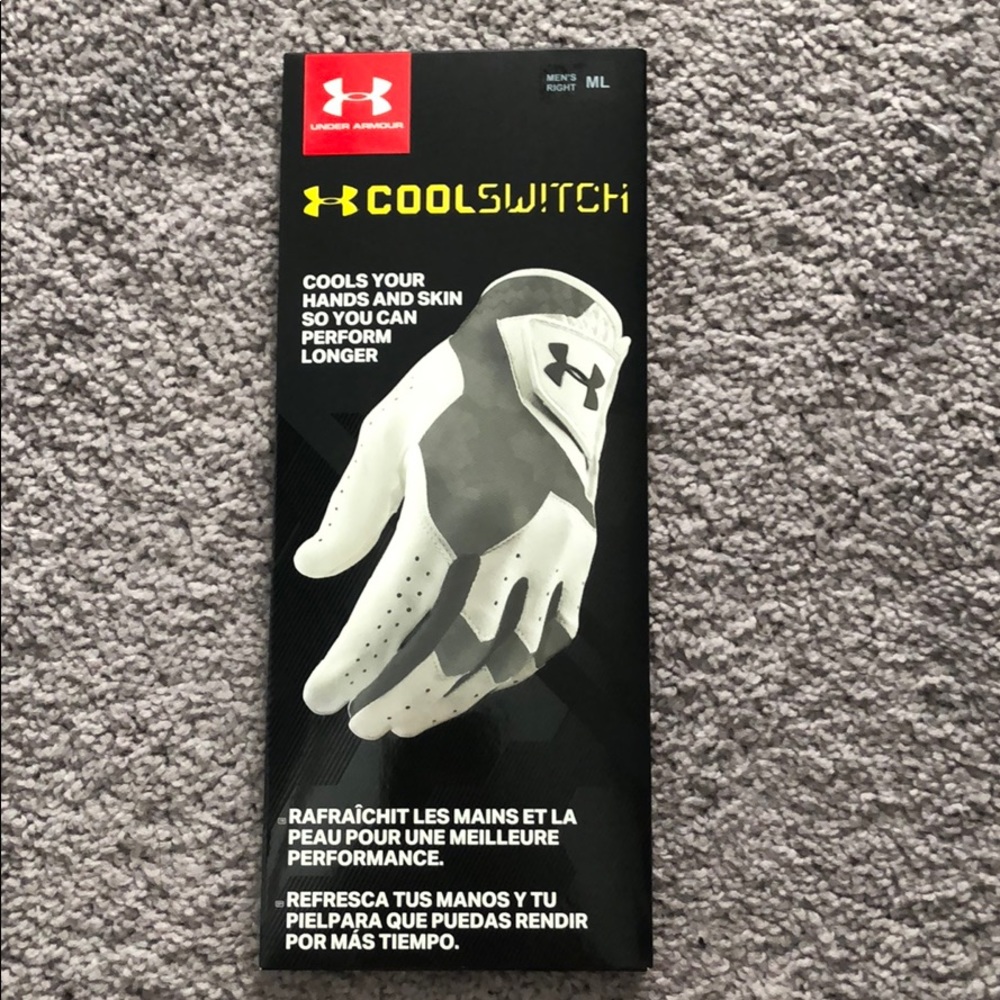 UNDER ARMOUR
MEN'S
RIGHT ML
COOLSWITCH
COOLS YOUR
HANDS AND SKIN
SO YOU CAN
PERFORM
LONGER
RAFRAÎCHIT LES MAINS ET LA
PEAU POUR UNE MEILLEURE
PERFORMANCE.
REFRESCA TUS MANOS Y TU
PIELPARA QUE PUEDAS RENDIR
POR MÁS TIEMPO.